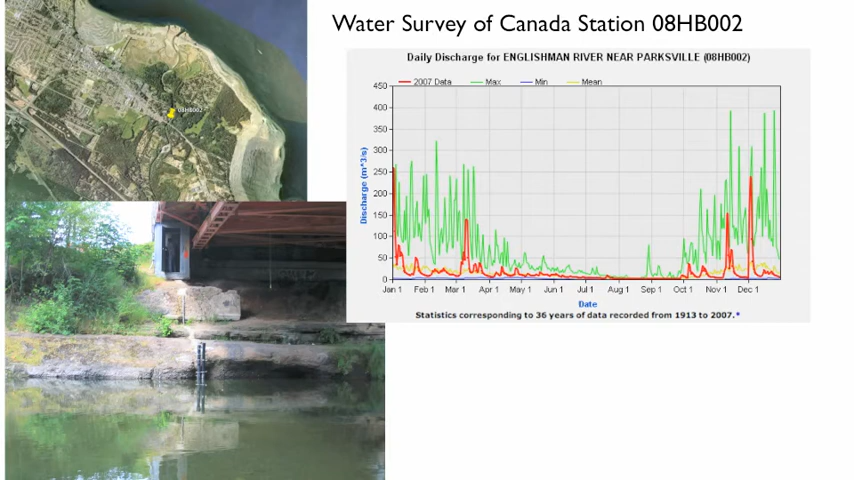 Water Survey of Canada Station 08HB002
08HB002
Daily Discharge for ENGLISHMAN RIVER NEAR PARKSVILLE (08HB002)
2007 Data Max Min Mean
450
400
350
300
250
200
150
100
50
0
Discharge (m^3/s)
Jan 1 Feb 1 Mar 1 Apr 1 May 1 Jun 1 Jul 1 Aug 1 Sep 1 Oct 1 Nov 1 Dec 1
Date
Statistics corresponding to 36 years of data recorded from 1913 to 2007.*